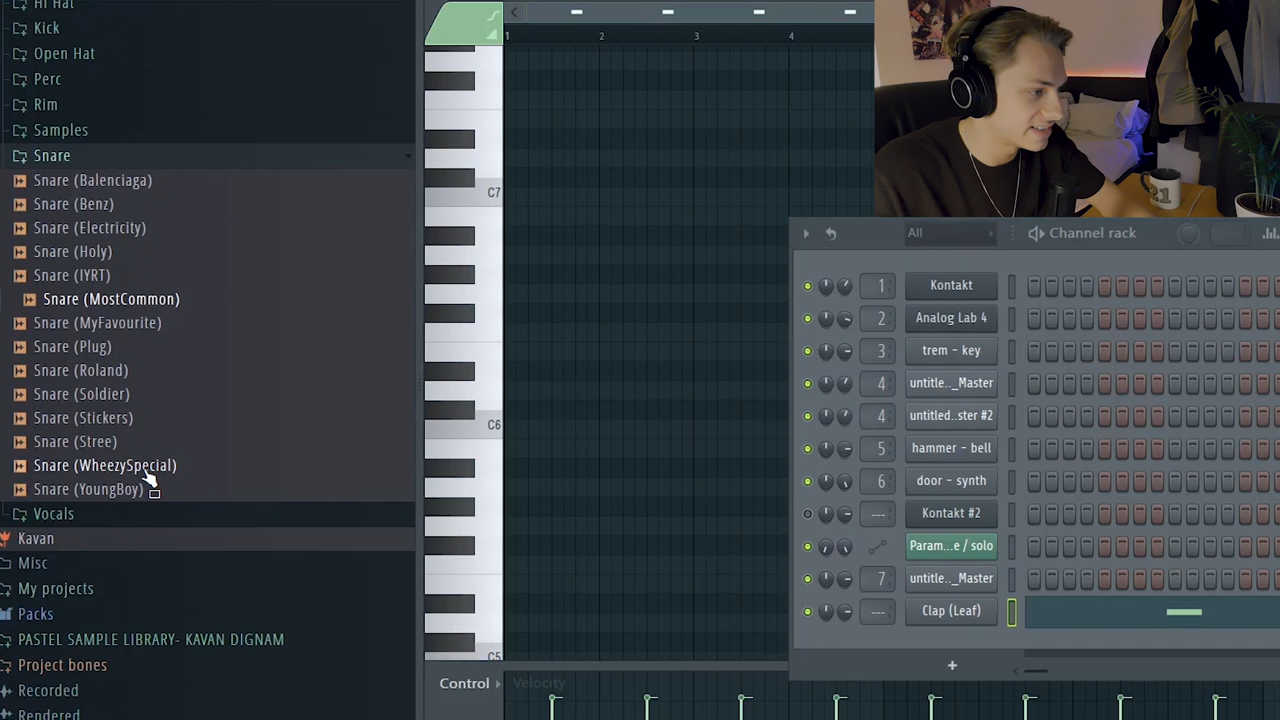 Hi Hat
Kick
Open Hat
Perc
Rim
Samples
Snare
Snare (Balenciaga)
Snare (Benz)
Snare (Electricity)
Snare (Holy)
Snare (IYRT)
Snare (MostCommon)
Snare (MyFavourite)
Snare (Plug)
Snare (Roland)
Snare (Soldier)
Snare (Stickers)
Snare (Stree)
Snare (WheezySpecial)
Snare (YoungBoy)
Vocals
Kavan
Misc
My projects
Packs
PASTEL SAMPLE LIBRARY- KAVAN DIGNAM
Project bones
Recorded
Rendered
1 2 3 4
C7
C6
C5
Control
Velocity
21
All
Channel rack
1 Kontakt
2 Analog Lab 4
3 trem - key
4 untitle.._Master
4 untitled..ster #2
5 hammer - bell
6 door - synth
--- Kontakt #2
Param...e / solo
7 untitle.._Master
--- Clap (Leaf)
+